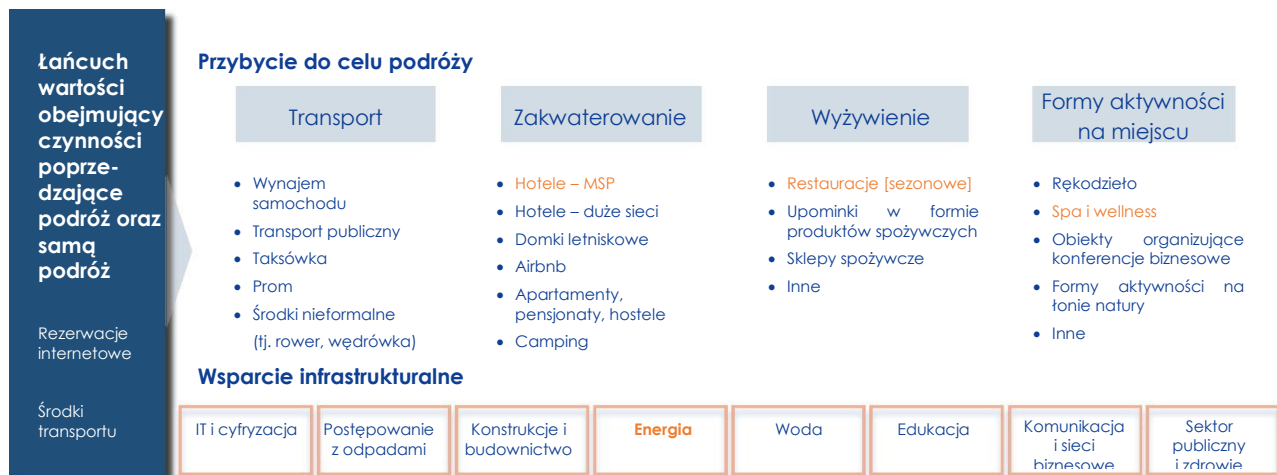 Łańcuch
wartości
obejmujący
czynności
poprze-
dzające
podróż oraz
samą
podróż
Rezerwacje
internetowe
Środki
transportu
Przybycie do celu podróży
Transport
• Wynajem
samochodu
• Transport publiczny
• Taksówka
• Prom
• Środki nieformalne
(tj. rower, wędrówka)
Zakwaterowanie
• Hotele – MSP
• Hotele – duże sieci
• Domki letniskowe
• Airbnb
• Apartamenty,
pensjonaty, hostele
• Camping
Wyżywienie
• Restauracje [sezonowe]
• Upominki w formie
produktów spożywczych
• Sklepy spożywcze
• Inne
Formy aktywności
na miejscu
• Rękodzieło
• Spa i wellness
• Obiekty organizujące
konferencje biznesowe
• Formy aktywności na
łonie natury
• Inne
Wsparcie infrastrukturalne
IT i cyfryzacja
Postępowanie
z odpadami
Konstrukcje i
budownictwo
Energia
Woda
Edukacja
Komunikacja
i sieci
biznesowe
Sektor
publiczny
i zdrowie